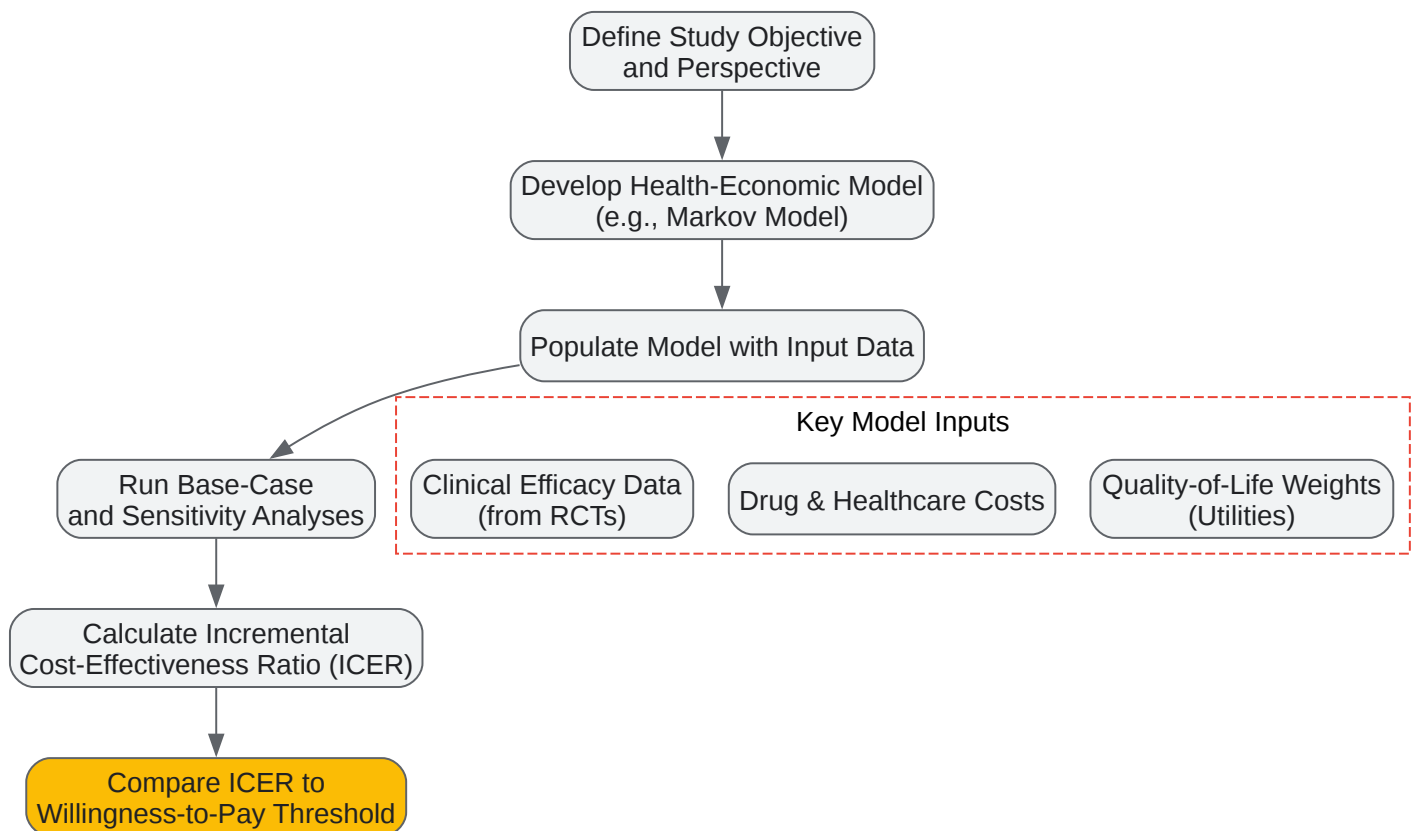 Define Study Objective
and Perspective
Develop Health-Economic Model
(e.g., Markov Model)
Populate Model with Input Data
Key Model Inputs
Run Base-Case
and Sensitivity Analyses
Clinical Efficacy Data
(from RCTs)
Drug & Healthcare Costs
Quality-of-Life Weights
(Utilities)
Calculate Incremental
Cost-Effectiveness Ratio (ICER)
Compare ICER to
Willingness-to-Pay Threshold